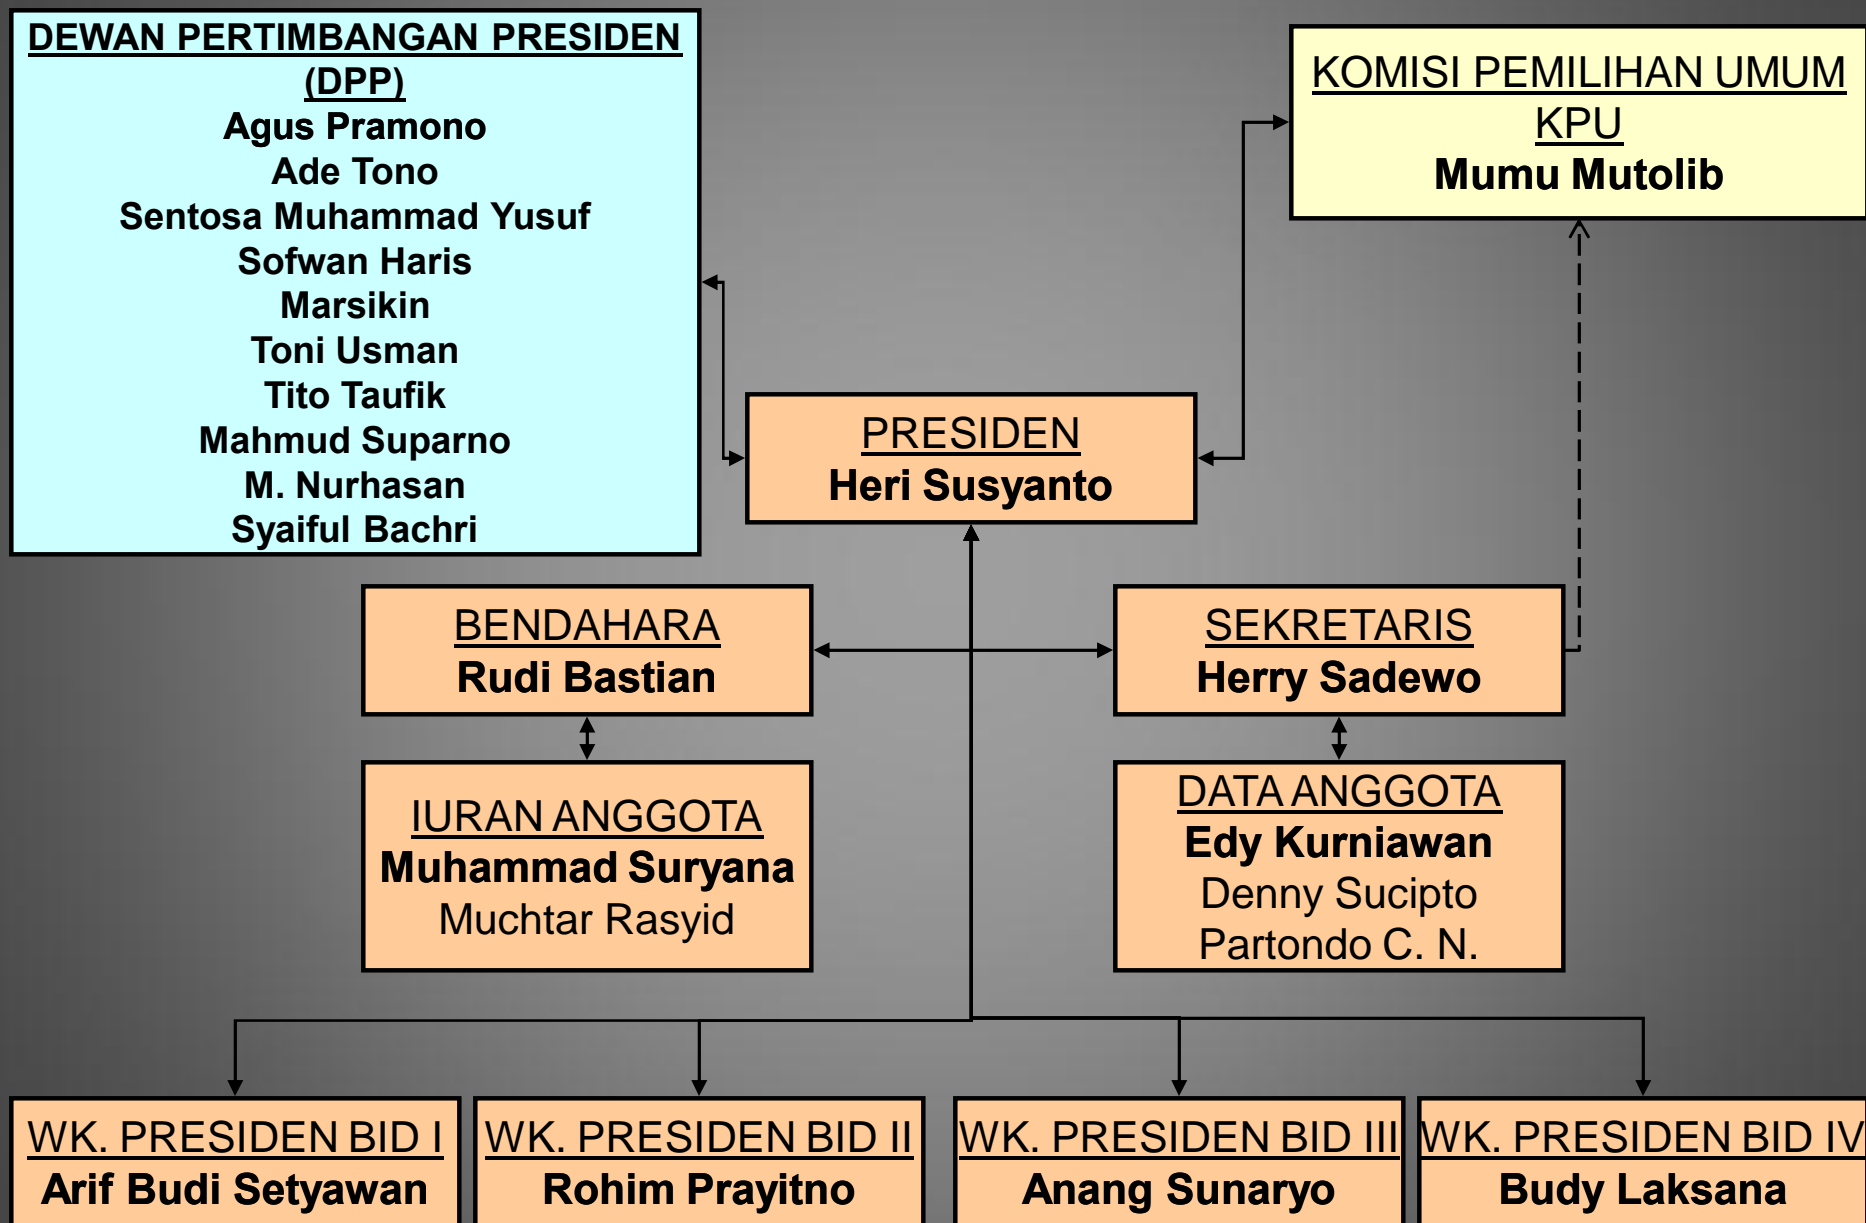 DEWAN PERTIMBANGAN PRESIDEN
(DPP)
Agus Pramono
Ade Tono
Sentosa Muhammad Yusuf
Sofwan Haris
Marsikin
Toni Usman
Tito Taufik
Mahmud Suparno
M. Nurhasan
Syaiful Bachri
KOMISI PEMILIHAN UMUM
KPU
Mumu Mutolib
PRESIDEN
Heri Susyanto
BENDAHARA
Rudi Bastian
SEKRETARIS
Herry Sadewo
IURAN ANGGOTA
Muhammad Suryana
Muchtar Rasyid
DATA ANGGOTA
Edy Kurniawan
Denny Sucipto
Partondo C. N.
WK. PRESIDEN BID I
Arif Budi Setyawan
WK. PRESIDEN BID II
Rohim Prayitno
WK. PRESIDEN BID III
Anang Sunaryo
WK. PRESIDEN BID IV
Budy Laksana